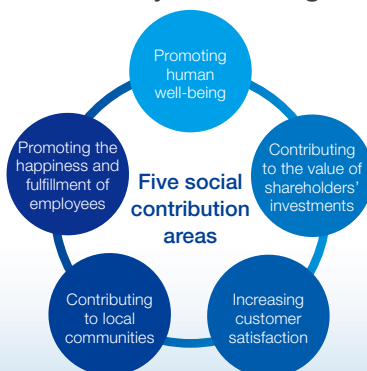 Promoting
human
well-being
Promoting the
happiness and
fulfillment of
employees
Five social
contribution
areas
Contributing
to the value of
shareholders'
investments
Contributing
to local
communities
Increasing
customer
satisfaction